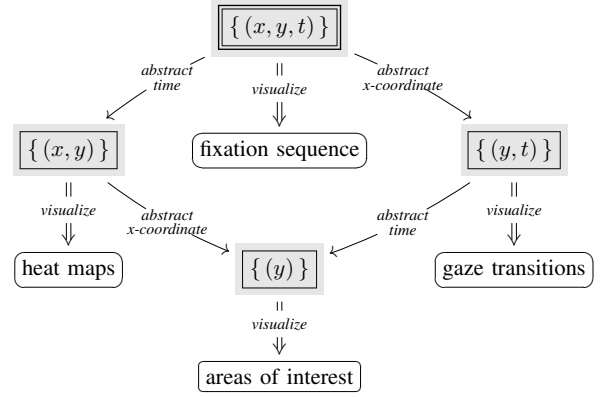 { (x, y, t) }
abstract
time
visualize
abstract
x-coordinate
{ (x, y) }
fixation sequence
{ (y, t) }
visualize
abstract
x-coordinate
abstract
time
visualize
heat maps
{ (y) }
gaze transitions
visualize
areas of interest